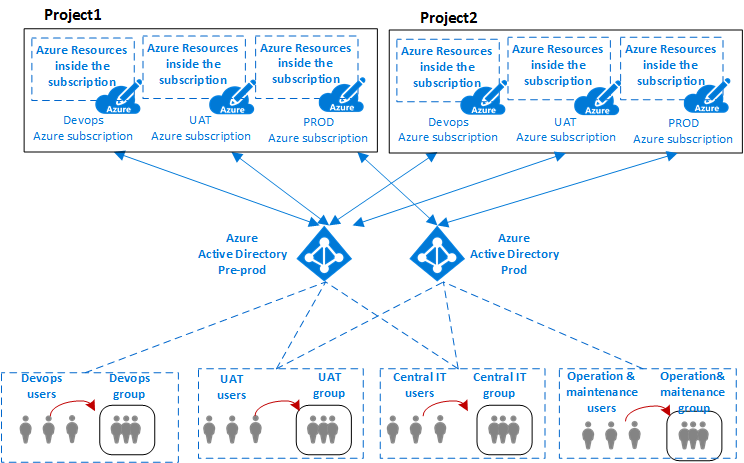 Project1
Project2
Azure Resources
inside the
subscription
Azure Resources
inside the
subscription
Azure Resources
inside the
subscription
Azure Resources
inside the
subscription
Azure Resources
inside the
subscription
Azure Resources
inside the
subscription
Azure
Azure
Azure
Azure
Azure
Azure
Devops
Azure subscription
UAT
Azure subscription
PROD
Azure subscription
Devops
Azure subscription
UAT
Azure subscription
PROD
Azure subscription
Azure
Active Directory
Pre-prod
Azure
Active Directory
Prod
Devops
users
Devops
group
UAT
users
UAT
group
Central IT
users
Central IT
group
Operation &
maintenance
users
Operation&
maitenance
group